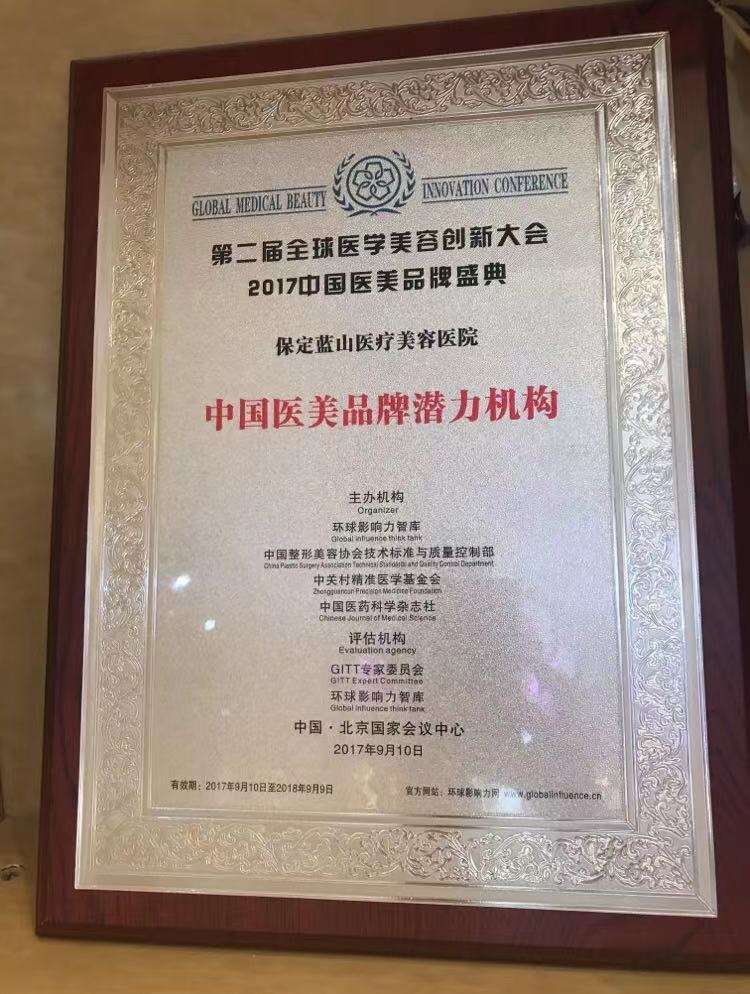 GLOBAL MEDICAL BEAUTY INNOVATION CONFERENCE
第二届全球医学美容创新大会
2017中国医美品牌盛典
保定蓝山医疗美容医院
中国医美品牌潜力机构
主办机构
Organizer
环球影响力智库
Global influence think tank
中国整形美容协会技术标准与质量控制部
China Plastic Surgery Association Technical Standards and Quality Control Department
中关村精准医学基金会
Zhongguancun Precision Medicine Foundation
中国医药科学杂志社
Chinese Journal of Medical Science
评估机构
Evaluation agency
GITT专家委员会
GITT Expert Committee
环球影响力智库
Global influence think tank
中国·北京国家会议中心
2017年9月10日
有效期：2017年9月10日至2018年9月9日 官方网站：环球影响力网 www.globalinfluence.cn